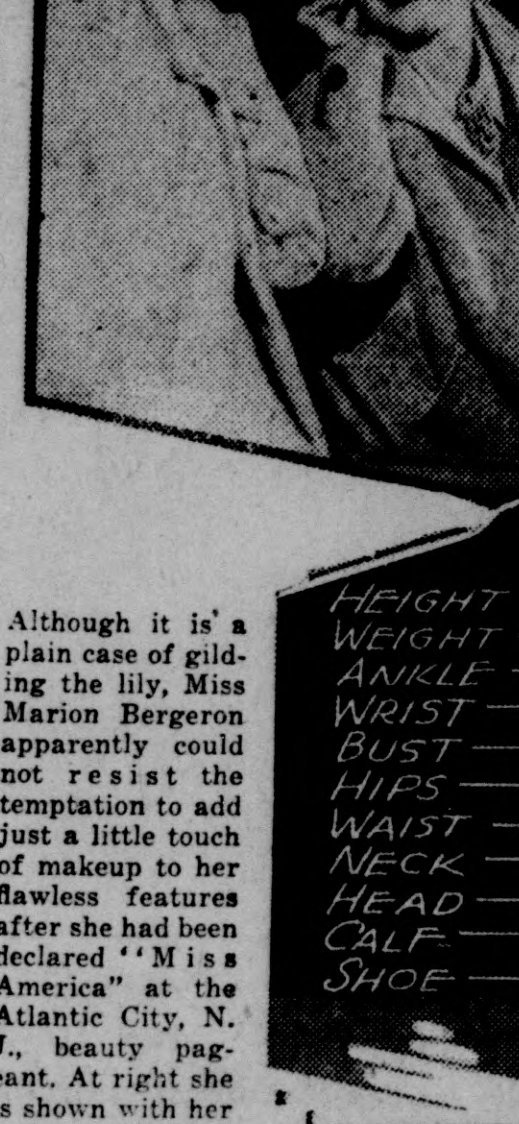 Although it is a
plain case of gild-
ing the lily, Miss
Marion Bergeron
apparently could
not resist the
temptation to add
just a little touch
of makeup to her
flawless features
after she had been
declared ‘‘Miss
America" at the
Atlantic City, N.
J., beauty pag-
eant. At right she
is shown with her
HEIGHT
WEIGHT
ANKLE —
WRIST —
BUST —
HIPS —
WAIST —
NECK —
HEAD —
CALF —
SHOE —